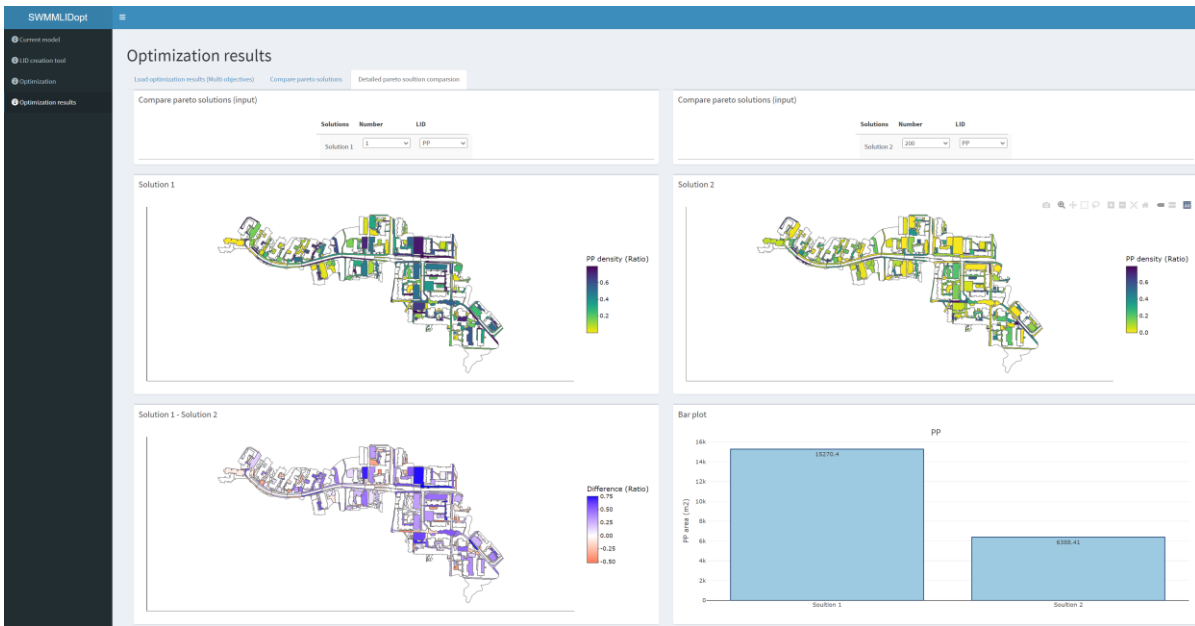 SWMMLIDopt
Current model
LID creation tool
Optimization
Optimization results
Optimization results
Load optimization results (Multi objectives) Compare pareto solutions Detailed pareto soultion comparsion
Compare pareto solutions (input)
Solutions Number LID
Solution 1 1 PP
Compare pareto solutions (input)
Solutions Number LID
Solution 2 200 PP
Solution 1
PP density (Ratio)
0.6
0.4
0.2
Solution 2
PP density (Ratio)
0.6
0.4
0.2
0.0
Solution 1 - Solution 2
Difference (Ratio)
0.75
0.50
0.25
0.00
-0.25
-0.50
Bar plot
PP
16k
14k
12k
10k
8k
6k
4k
2k
0
PP area (m2)
15270.4
6388.41
Soultion 1 Soultion 2